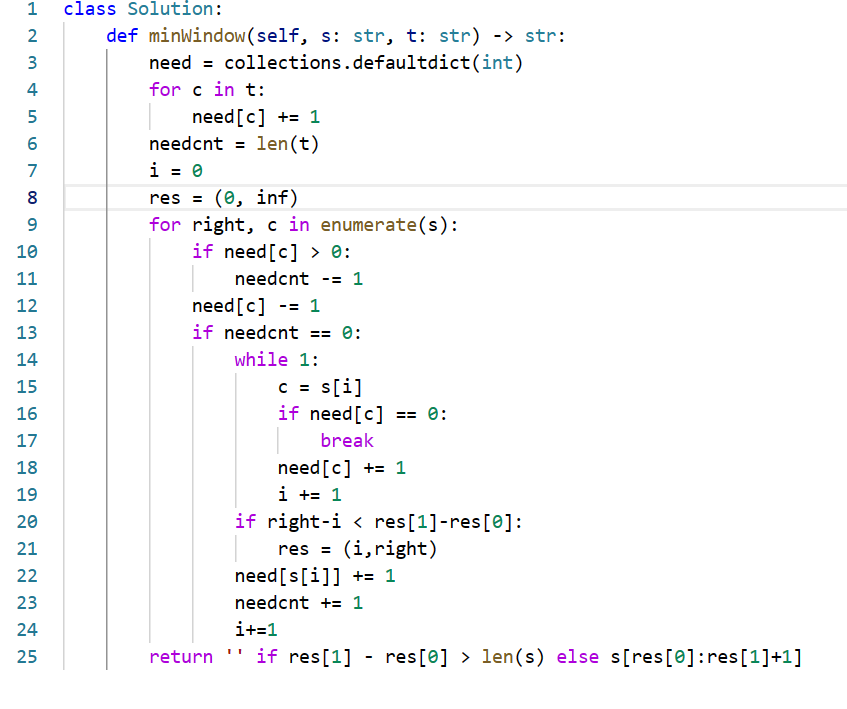 1 class Solution:
2     def minWindow(self, s: str, t: str) -> str:
3         need = collections.defaultdict(int)
4         for c in t:
5             need[c] += 1
6         needcnt = len(t)
7         i = 0
8         res = (0, inf)
9         for right, c in enumerate(s):
10             if need[c] > 0:
11                 needcnt -= 1
12             need[c] -= 1
13             if needcnt == 0:
14                 while 1:
15                     c = s[i]
16                     if need[c] == 0:
17                         break
18                     need[c] += 1
19                     i += 1
20                 if right-i < res[1]-res[0]:
21                     res = (i,right)
22                 need[s[i]] += 1
23                 needcnt += 1
24                 i+=1
25         return '' if res[1] - res[0] > len(s) else s[res[0]:res[1]+1]